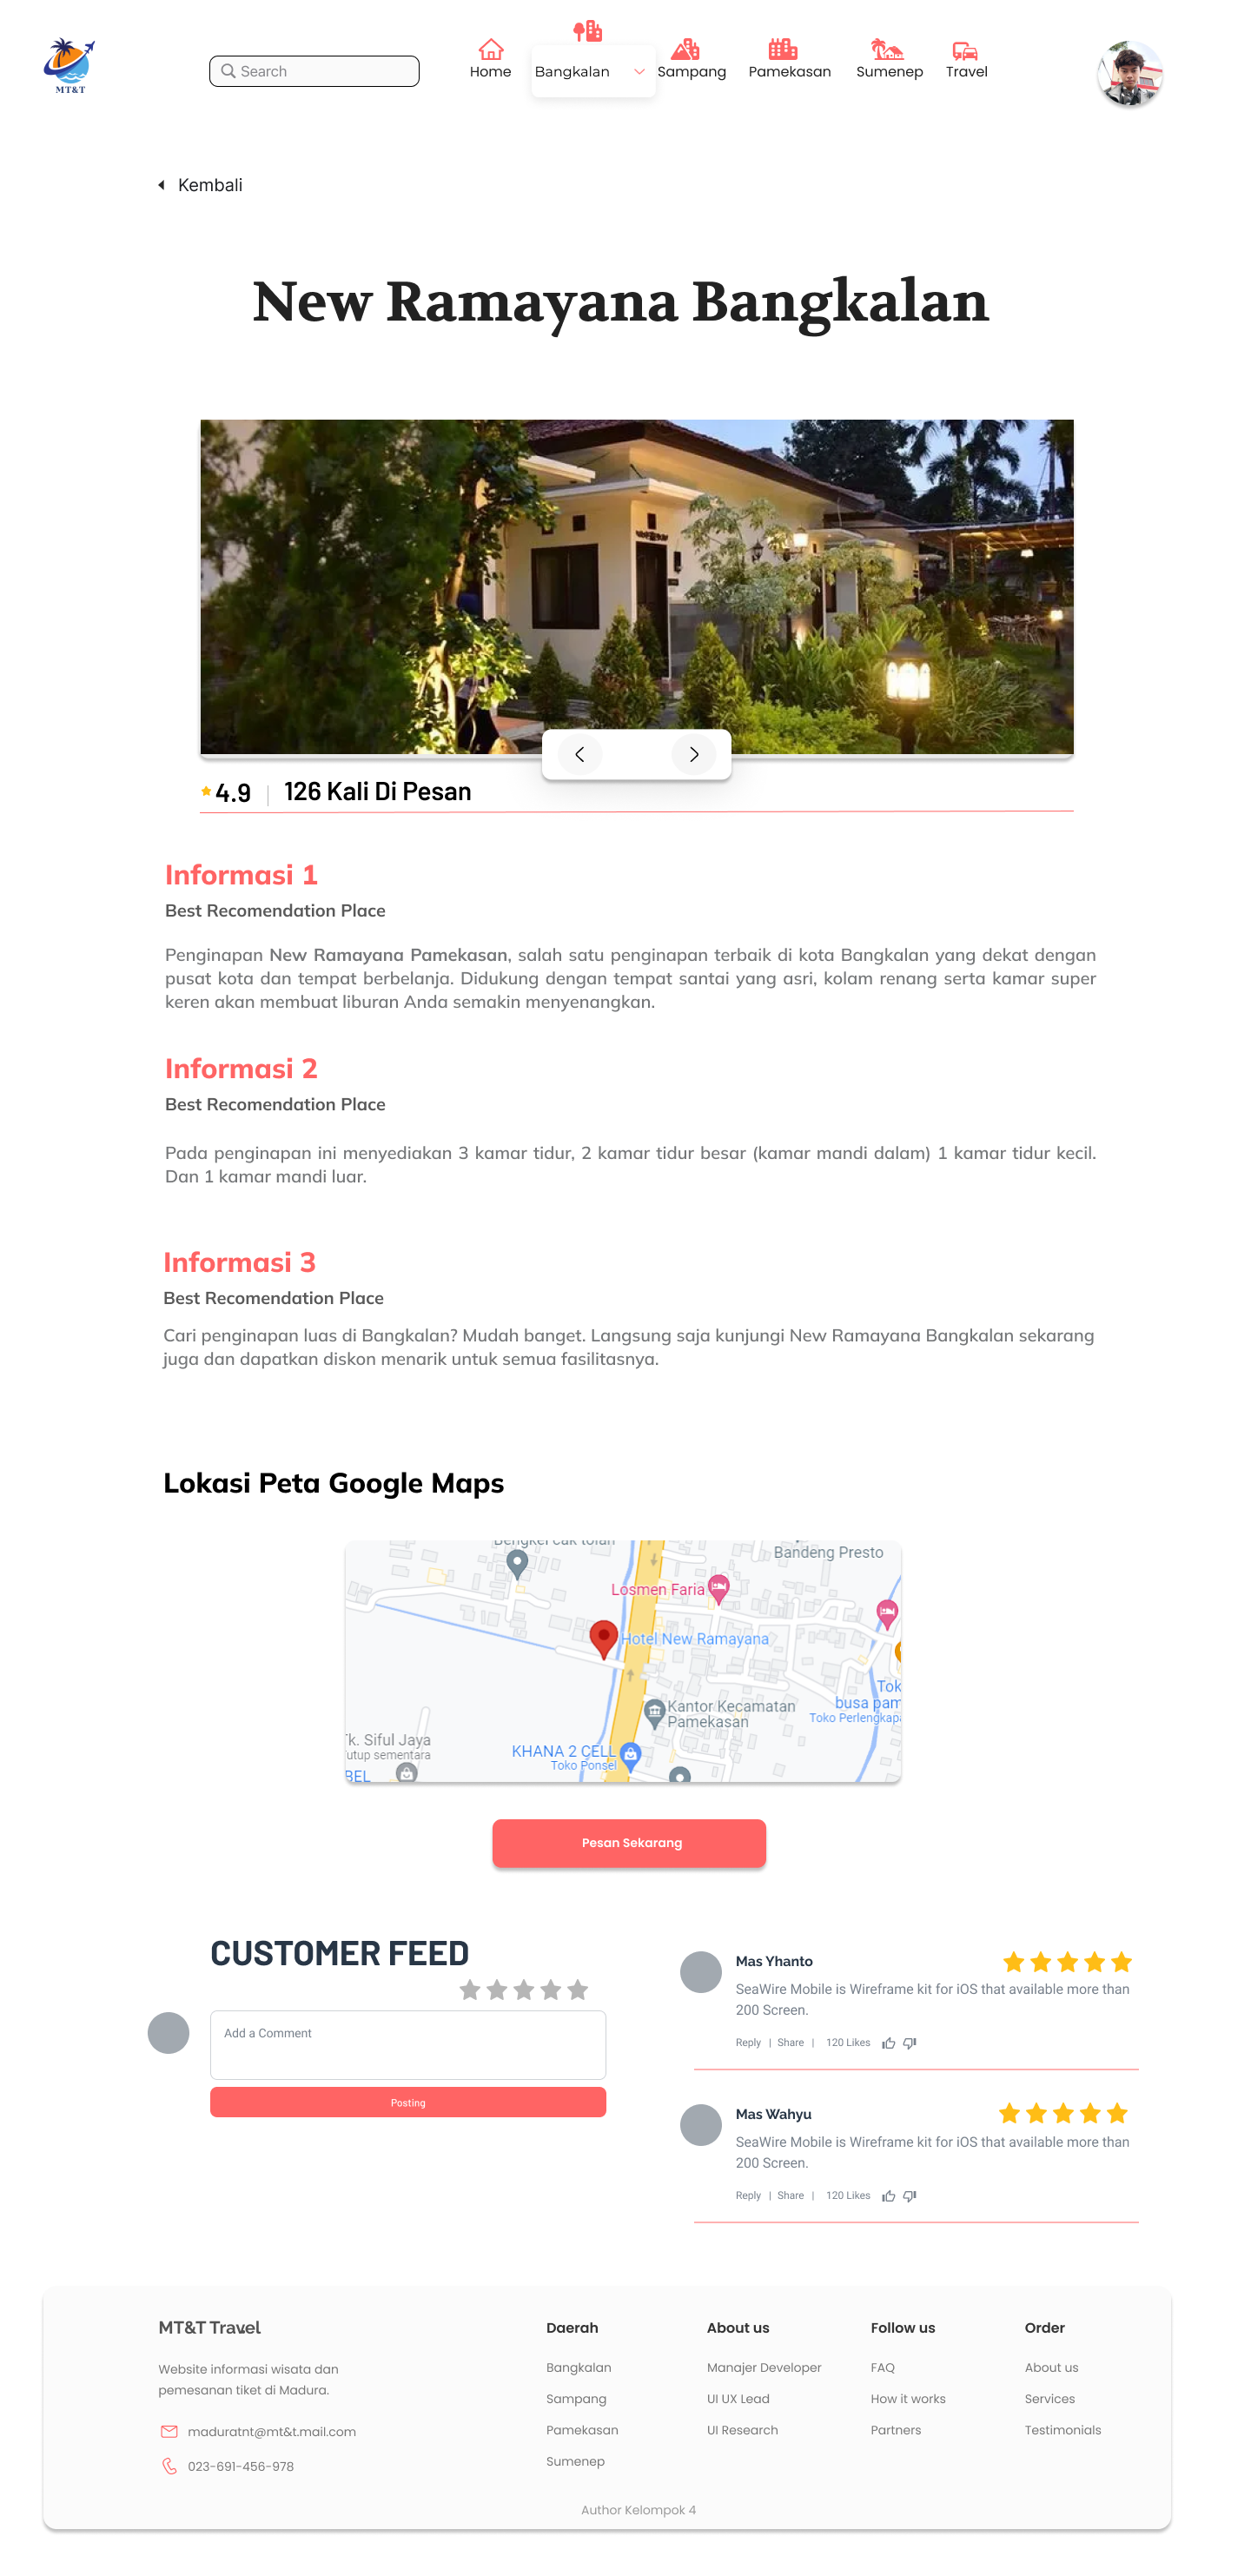 MT&T
Search
Home
Bangkalan
Sampang
Pamekasan
Sumenep
Travel
Kembali
New Ramayana Bangkalan
4.9 | 126 Kali Di Pesan
Informasi 1
Best Recomendation Place
Penginapan New Ramayana Pamekasan, salah satu penginapan terbaik di kota Bangkalan yang dekat dengan
pusat kota dan tempat berbelanja. Didukung dengan tempat santai yang asri, kolam renang serta kamar super
keren akan membuat liburan Anda semakin menyenangkan.
Informasi 2
Best Recomendation Place
Pada penginapan ini menyediakan 3 kamar tidur, 2 kamar tidur besar (kamar mandi dalam) 1 kamar tidur kecil.
Dan 1 kamar mandi luar.
Informasi 3
Best Recomendation Place
Cari penginapan luas di Bangkalan? Mudah banget. Langsung saja kunjungi New Ramayana Bangkalan sekarang
juga dan dapatkan diskon menarik untuk semua fasilitasnya.
Lokasi Peta Google Maps
Bandeng Presto
Losmen Faria
Hotel New Ramayana
Tok
busa pam
Toko Perlengkapa
Kantor Kecamatan
Pamekasan
Tk. Siful Jaya
utup sementara
KHANA 2 CELL
Toko Ponsel
BEL
Pesan Sekarang
CUSTOMER FEED
Add a Comment
Posting
Mas Yhanto
SeaWire Mobile is Wireframe kit for iOS that available more than
200 Screen.
Reply | Share | 120 Likes
Mas Wahyu
SeaWire Mobile is Wireframe kit for iOS that available more than
200 Screen.
Reply | Share | 120 Likes
MT&T Travel
Website informasi wisata dan
pemesanan tiket di Madura.
maduratnt@mt&t.mail.com
023-691-456-978
Daerah
Bangkalan
Sampang
Pamekasan
Sumenep
About us
Manajer Developer
UI UX Lead
UI Research
Follow us
FAQ
How it works
Partners
Order
About us
Services
Testimonials
Author Kelompok 4